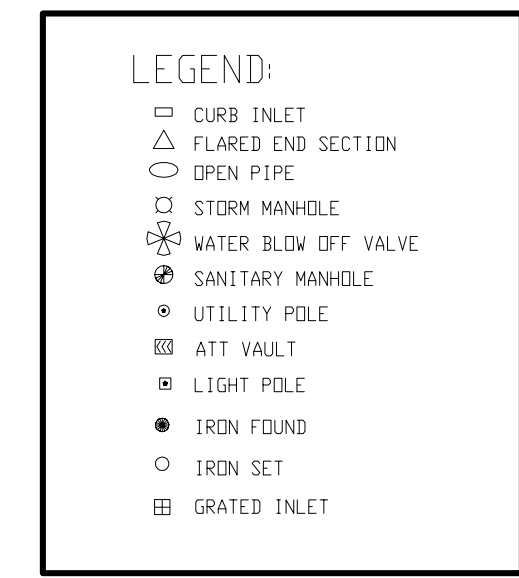 LEGEND:
CURB INLET
FLARED END SECTION
OPEN PIPE
STORM MANHOLE
WATER BLOW OFF VALVE
SANITARY MANHOLE
UTILITY POLE
ATT VAULT
LIGHT POLE
IRON FOUND
IRON SET
GRATED INLET